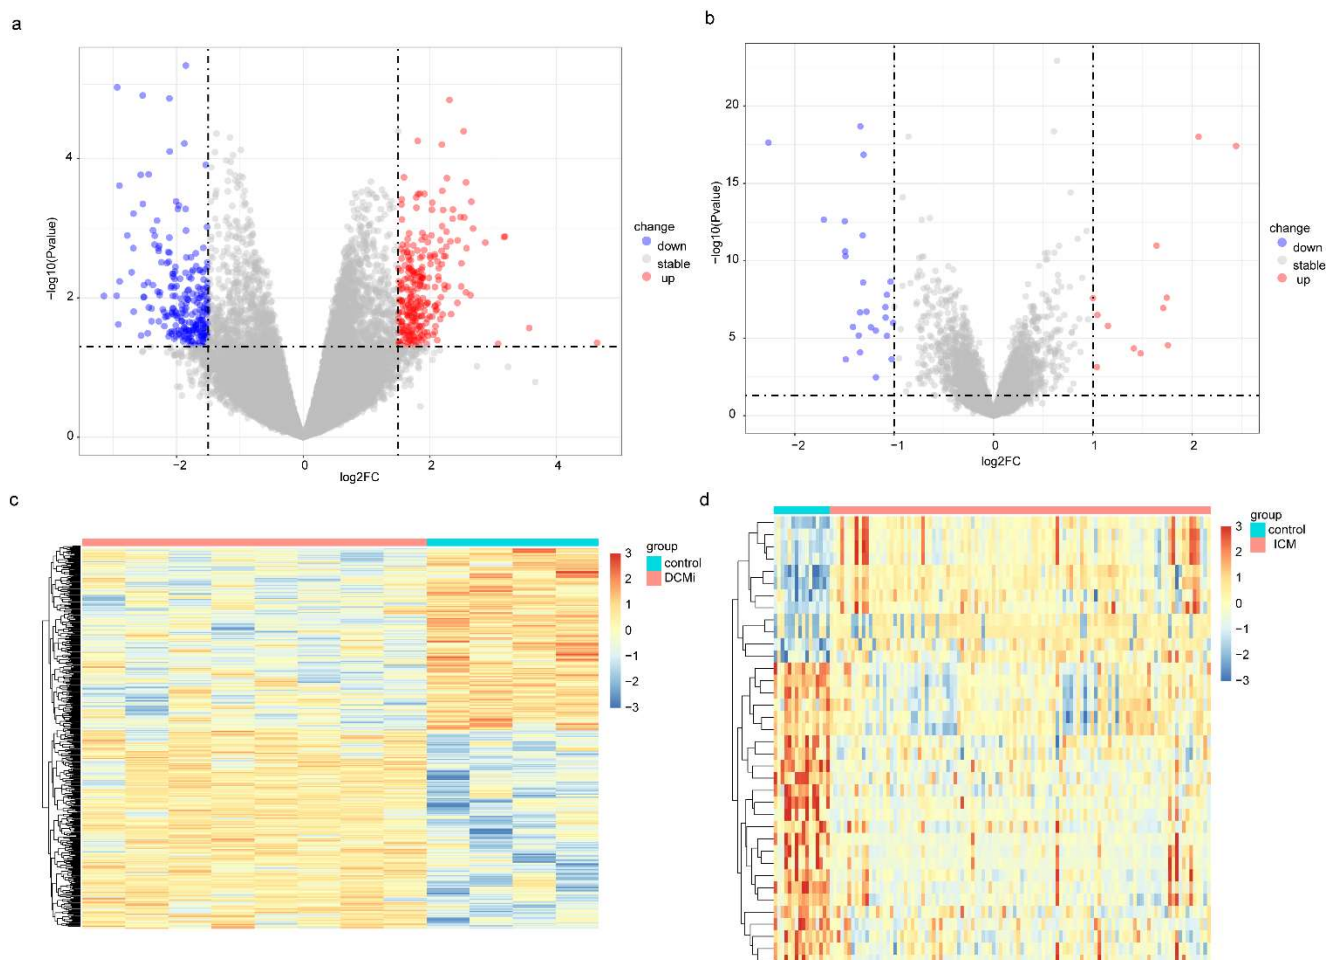 a
−log10(Pvalue)
4
2
0
−2
0
2
4
log2FC
change
down
stable
up
b
−log10(Pvalue)
20
15
10
5
0
−2
−1
0
1
2
log2FC
change
down
stable
up
c
group
control
DCMi
3
2
1
0
−1
−2
−3
d
group
control
ICM
3
2
1
0
−1
−2
−3